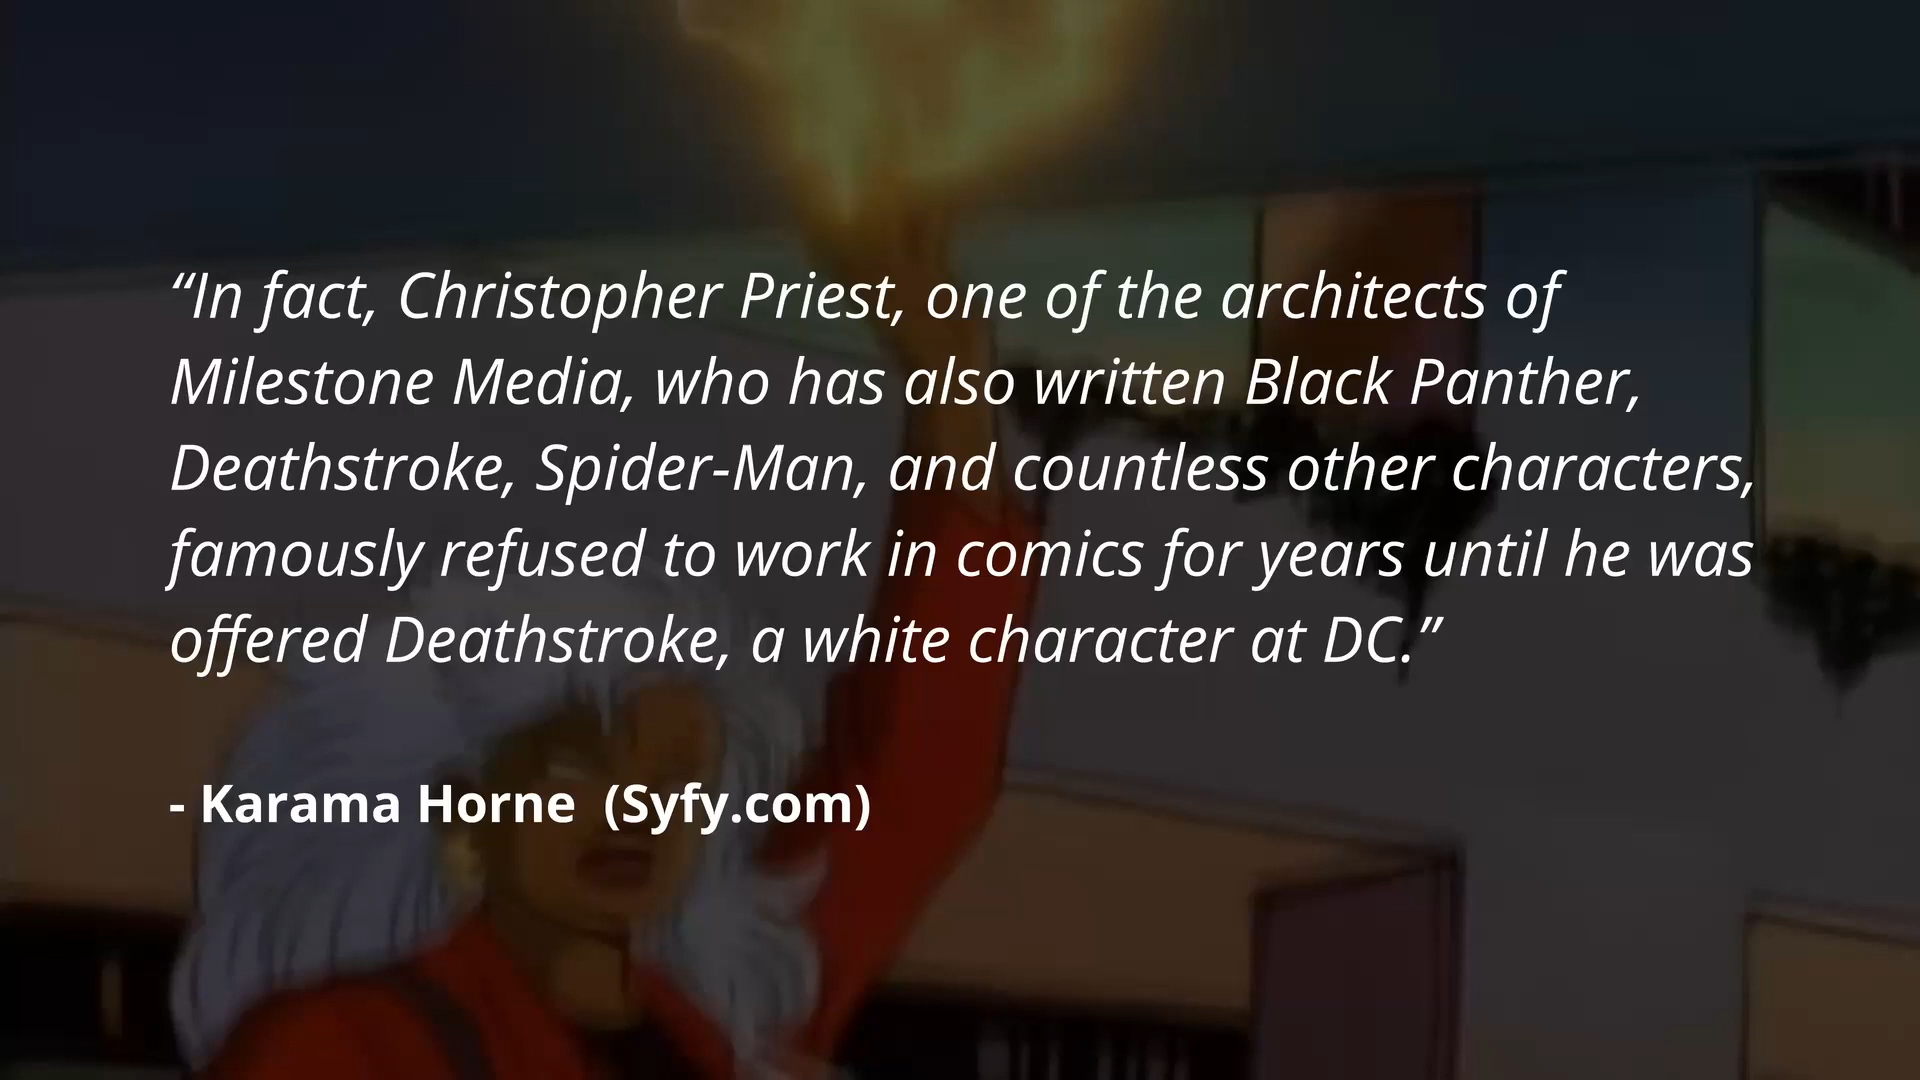 “In fact, Christopher Priest, one of the architects of
Milestone Media, who has also written Black Panther,
Deathstroke, Spider-Man, and countless other characters,
famously refused to work in comics for years until he was
offered Deathstroke, a white character at DC.”
- Karama Horne  (Syfy.com)